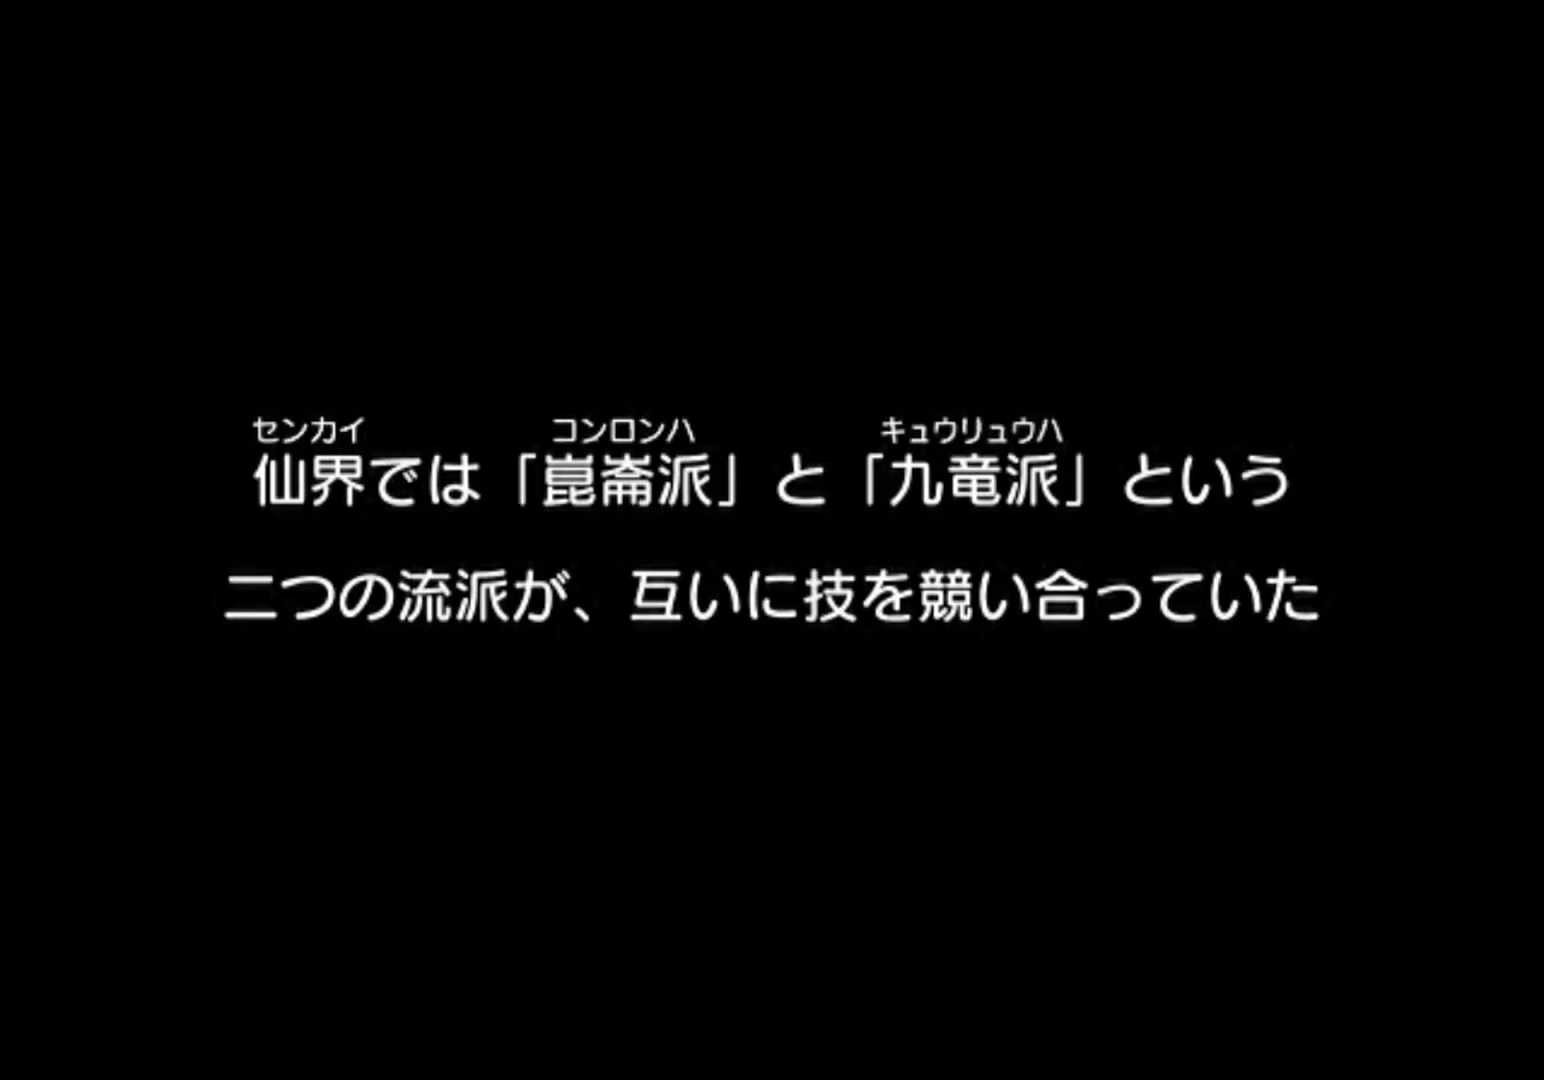 センカイ コンロンハ キュウリュウハ
仙界では「崑崙派」と「九竜派」という
二つの流派が、互いに技を競い合っていた